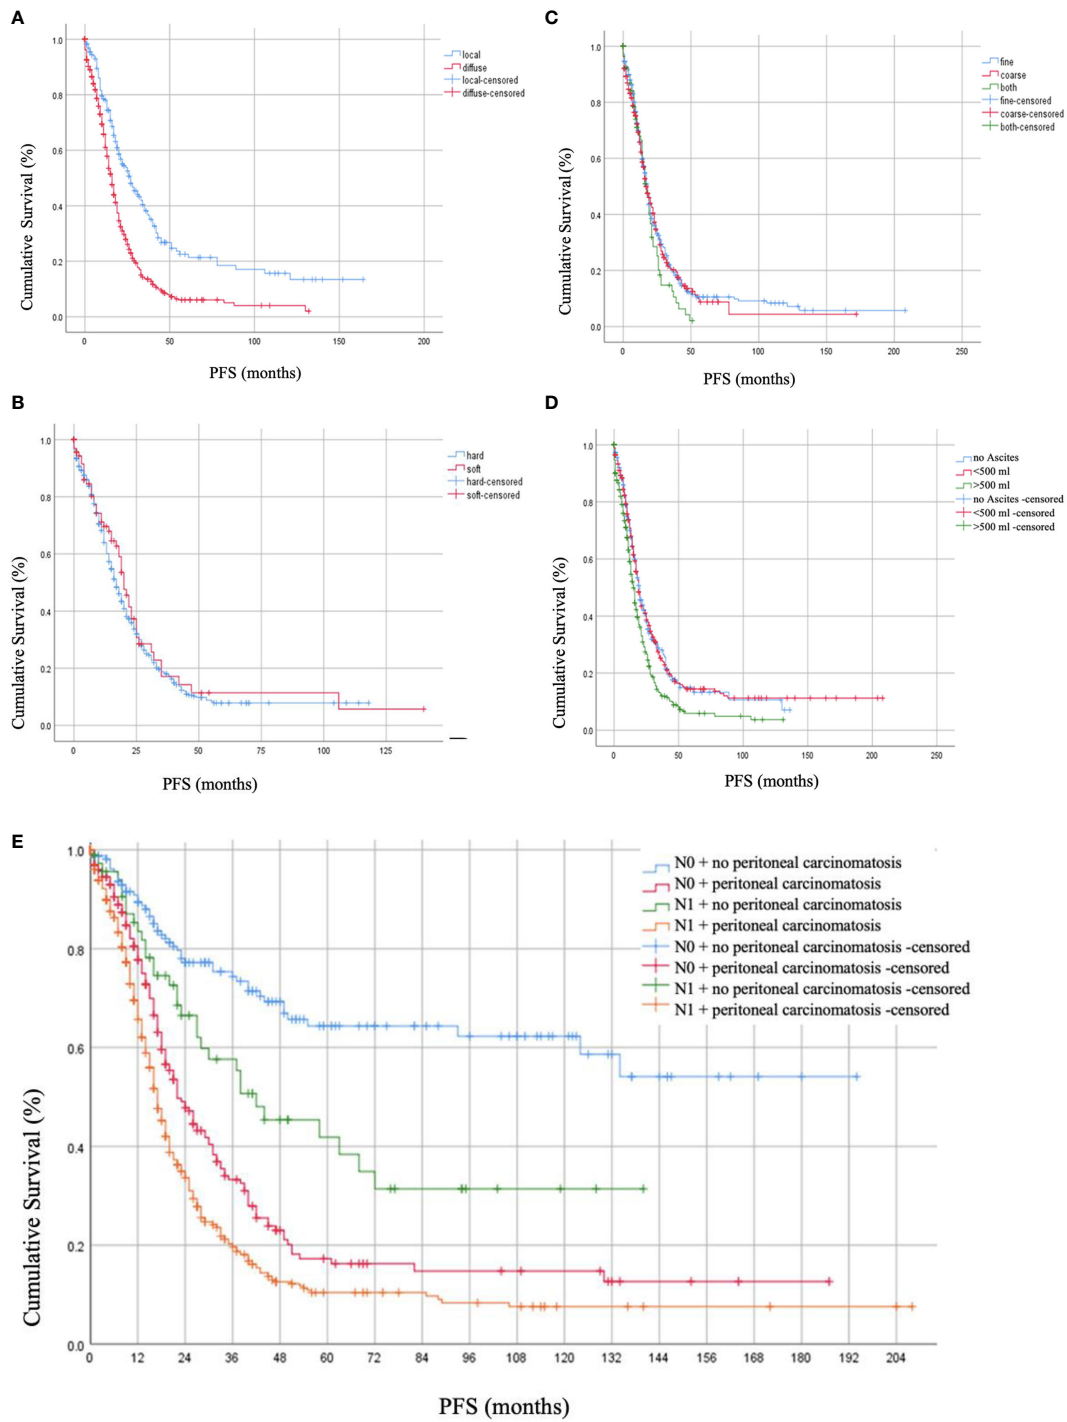 A
1.0
0.8
0.6
0.4
0.2
0.0
0
50
100
150
200
Cumulative Survival (%)
PFS (months)
local
diffuse
local-censored
diffuse-censored
C
1.0
0.8
0.6
0.4
0.2
0.0
0
50
100
150
200
250
Cumulative Survival (%)
PFS (months)
fine
coarse
both
fine-censored
coarse-censored
both-censored
B
1.0
0.8
0.6
0.4
0.2
0.0
0
25
50
75
100
125
Cumulative Survival (%)
PFS (months)
hard
soft
hard-censored
soft-censored
D
1.0
0.8
0.6
0.4
0.2
0.0
0
50
100
150
200
250
Cumulative Survival (%)
PFS (months)
no Ascites
<500 ml
>500 ml
no Ascites -censored
<500 ml -censored
>500 ml -censored
E
1.0
0.8
0.6
0.4
0.2
0.0
0 12 24 36 48 60 72 84 96 108 120 132 144 156 168 180 192 204
Cumulative Survival (%)
PFS (months)
N0 + no peritoneal carcinomatosis
N0 + peritoneal carcinomatosis
N1 + no peritoneal carcinomatosis
N1 + peritoneal carcinomatosis
N0 + no peritoneal carcinomatosis -censored
N0 + peritoneal carcinomatosis -censored
N1 + no peritoneal carcinomatosis -censored
N1 + peritoneal carcinomatosis -censored